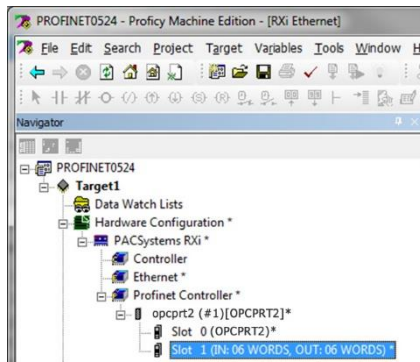 PROFINET0524 - Proficy Machine Edition - [RXi Ethernet]
File Edit Search Project Target Variables Tools Window H
Navigator
PROFINET0524
Target1
Data Watch Lists
Hardware Configuration *
PACSystems RXi *
Controller
Ethernet *
Profinet Controller *
opcprt2 (#1)[OPCPRT2]*
Slot 0 (OPCPRT2)*
Slot 1 (IN: 06 WORDS, OUT: 06 WORDS) *